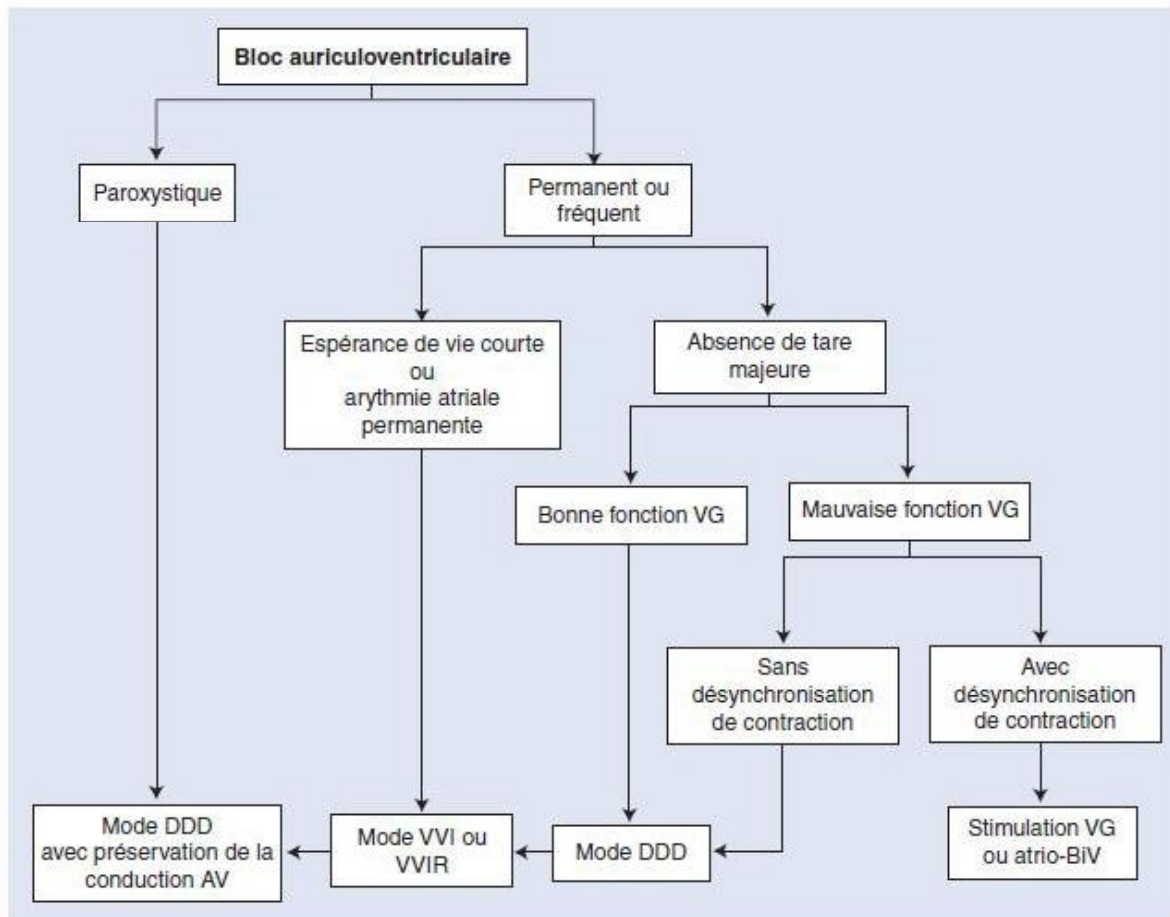 Bloc auriculoventriculaire
Paroxystique
Permanent ou
fréquent
Espérance de vie courte
ou
arythmie atriale
permanente
Absence de tare
majeure
Bonne fonction VG
Mauvaise fonction VG
Sans
désynchronisation
de contraction
Avec
désynchronisation
de contraction
Mode DDD
avec préservation de la
conduction AV
Mode VVI ou
VVIR
Mode DDD
Stimulation VG
ou atrio-BiV